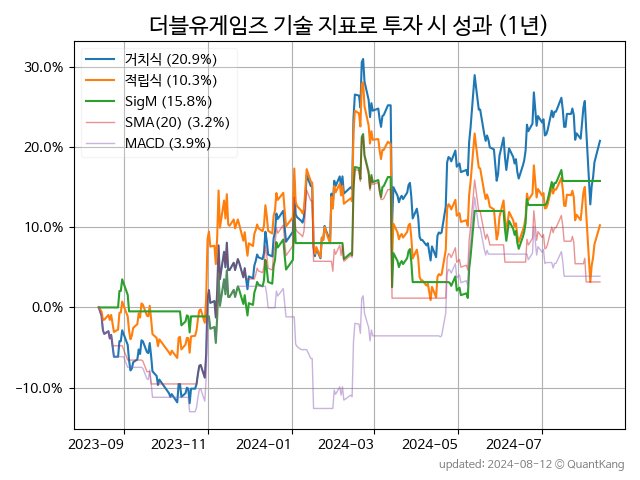 더블유게임즈 기술 지표로 투자 시 성과 (1년)
거치식 (20.9%)
적립식 (10.3%)
SigM (15.8%)
SMA(20) (3.2%)
MACD (3.9%)
30.0%
20.0%
10.0%
0.0%
−10.0%
2023-09 2023-11 2024-01 2024-03 2024-05 2024-07
updated: 2024-08-12 © QuantKang